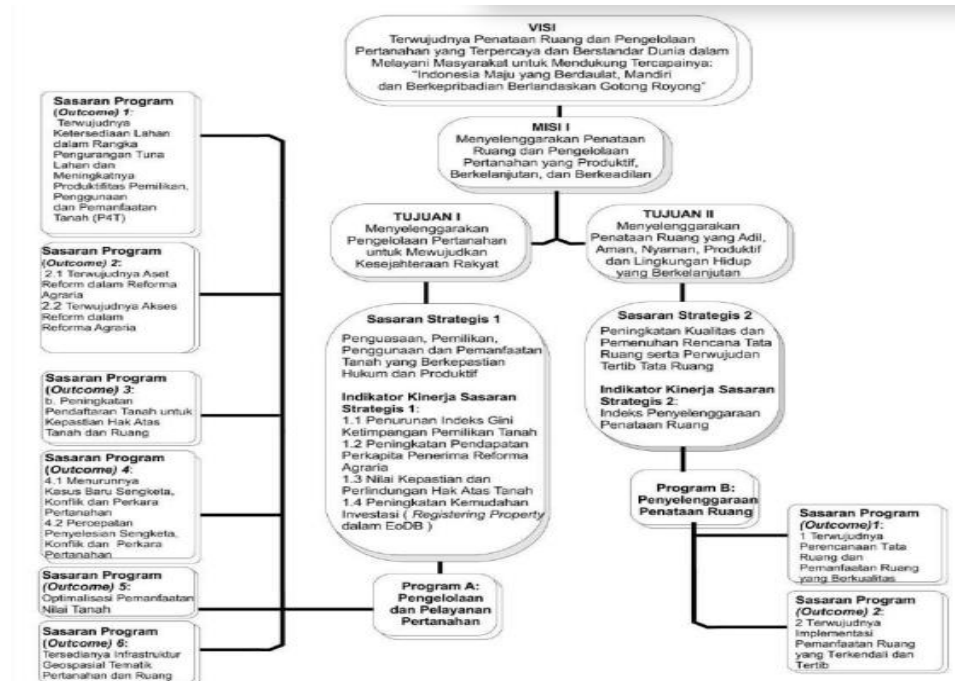 VISI
Terwujudnya Penataan Ruang dan Pengelolaan
Pertanahan yang Terpercaya dan Berstandar Dunia dalam
Melayani Masyarakat untuk Mendukung Tercapainya:
"Indonesia Maju yang Berdaulat, Mandiri
dan Berkepribadian Berlandaskan Gotong Royong"
MISI I
Menyelenggarakan Penataan
Ruang dan Pengelolaan
Pertanahan yang Produktif,
Berkelanjutan, dan Berkeadilan
TUJUAN I
Menyelenggarakan
Pengelolaan Pertanahan
untuk Mewujudkan
Kesejahteraan Rakyat
TUJUAN II
Menyelenggarakan
Penataan Ruang yang Adil,
Aman, Nyaman, Produktif
dan Lingkungan Hidup
yang Berkelanjutan
Sasaran Strategis 1
Penguasaan, Pemilikan,
Penggunaan dan Pemanfaatan
Tanah yang Berkepastian
Hukum dan Produktif
Indikator Kinerja Sasaran
Strategis 1:
1.1 Penurunan Indeks Gini
Ketimpangan Pemilikan Tanah
1.2 Peningkatan Pendapatan
Perkapita Penerima Reforma
Agraria
1.3 Nilai Kepastian dan
Perlindungan Hak Atas Tanah
1.4 Peningkatan Kemudahan
Investasi ( Registering Property
dalam EoDB )
Sasaran Strategis 2
Peningkatan Kualitas dan
Pemenuhan Rencana Tata
Ruang serta Perwujudan
Tertib Tata Ruang
Indikator Kinerja Sasaran
Strategis 2:
Indeks Penyelenggaraan
Penataan Ruang
Program A:
Pengelolaan
dan Pelayanan
Pertanahan
Program B:
Penyelenggaraan
Penataan Ruang
Sasaran Program
(Outcome) 1:
Terwujudnya
Ketersediaan Lahan
dalam Rangka
Pengurangan Tuna
Lahan dan
Meningkatnya
Produktifitas Pemilikan,
Penggunaan
dan Pemanfaatan
Tanah (P4T)
Sasaran Program
(Outcome) 2:
2.1 Terwujudnya Aset
Reform dalam Reforma
Agraria
2.2 Terwujudnya Akses
Reform dalam
Reforma Agraria
Sasaran Program
(Outcome) 3:
b. Peningkatan
Pendaftaran Tanah untuk
Kepastian Hak Atas
Tanah dan Ruang
Sasaran Program
(Outcome) 4:
4.1 Menurunnya
Kasus Baru Sengketa,
Konflik dan Perkara
Pertanahan
4.2 Percepatan
Penyelesian Sengketa,
Konflik dan Perkara
Pertanahan
Sasaran Program
(Outcome) 5:
Optimalisasi Pemanfaatan
Nilai Tanah
Sasaran Program
(Outcome) 6:
Tersedianya Infrastruktur
Geospasial Tematik
Pertanahan dan Ruang
Sasaran Program
(Outcome)1:
1 Terwujudnya
Perencanaan Tata
Ruang dan
Pemanfaatan Ruang
yang Berkualitas
Sasaran Program
(Outcome) 2:
2 Terwujudnya
Implementasi
Pemanfaatan Ruang
yang Terkendali dan
Tertib